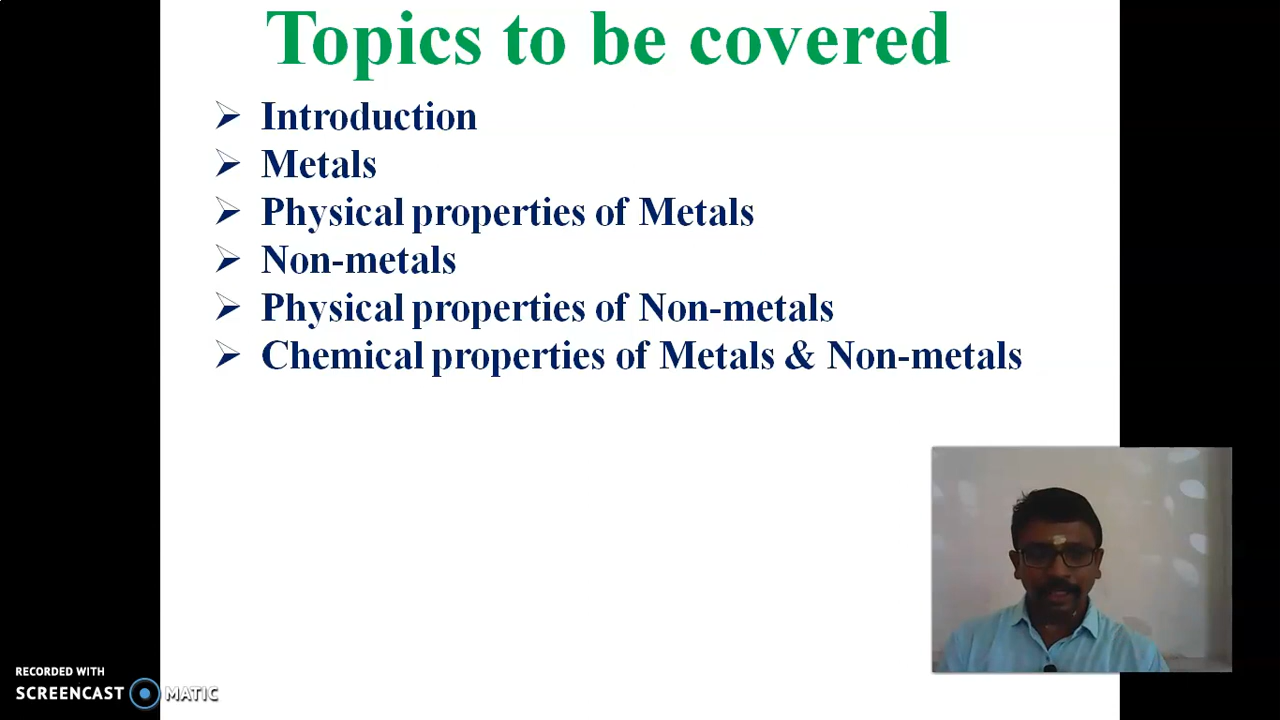 Topics to be covered
Introduction
Metals
Physical properties of Metals
Non-metals
Physical properties of Non-metals
Chemical properties of Metals & Non-metals
RECORDED WITH
SCREENCAST MATIC